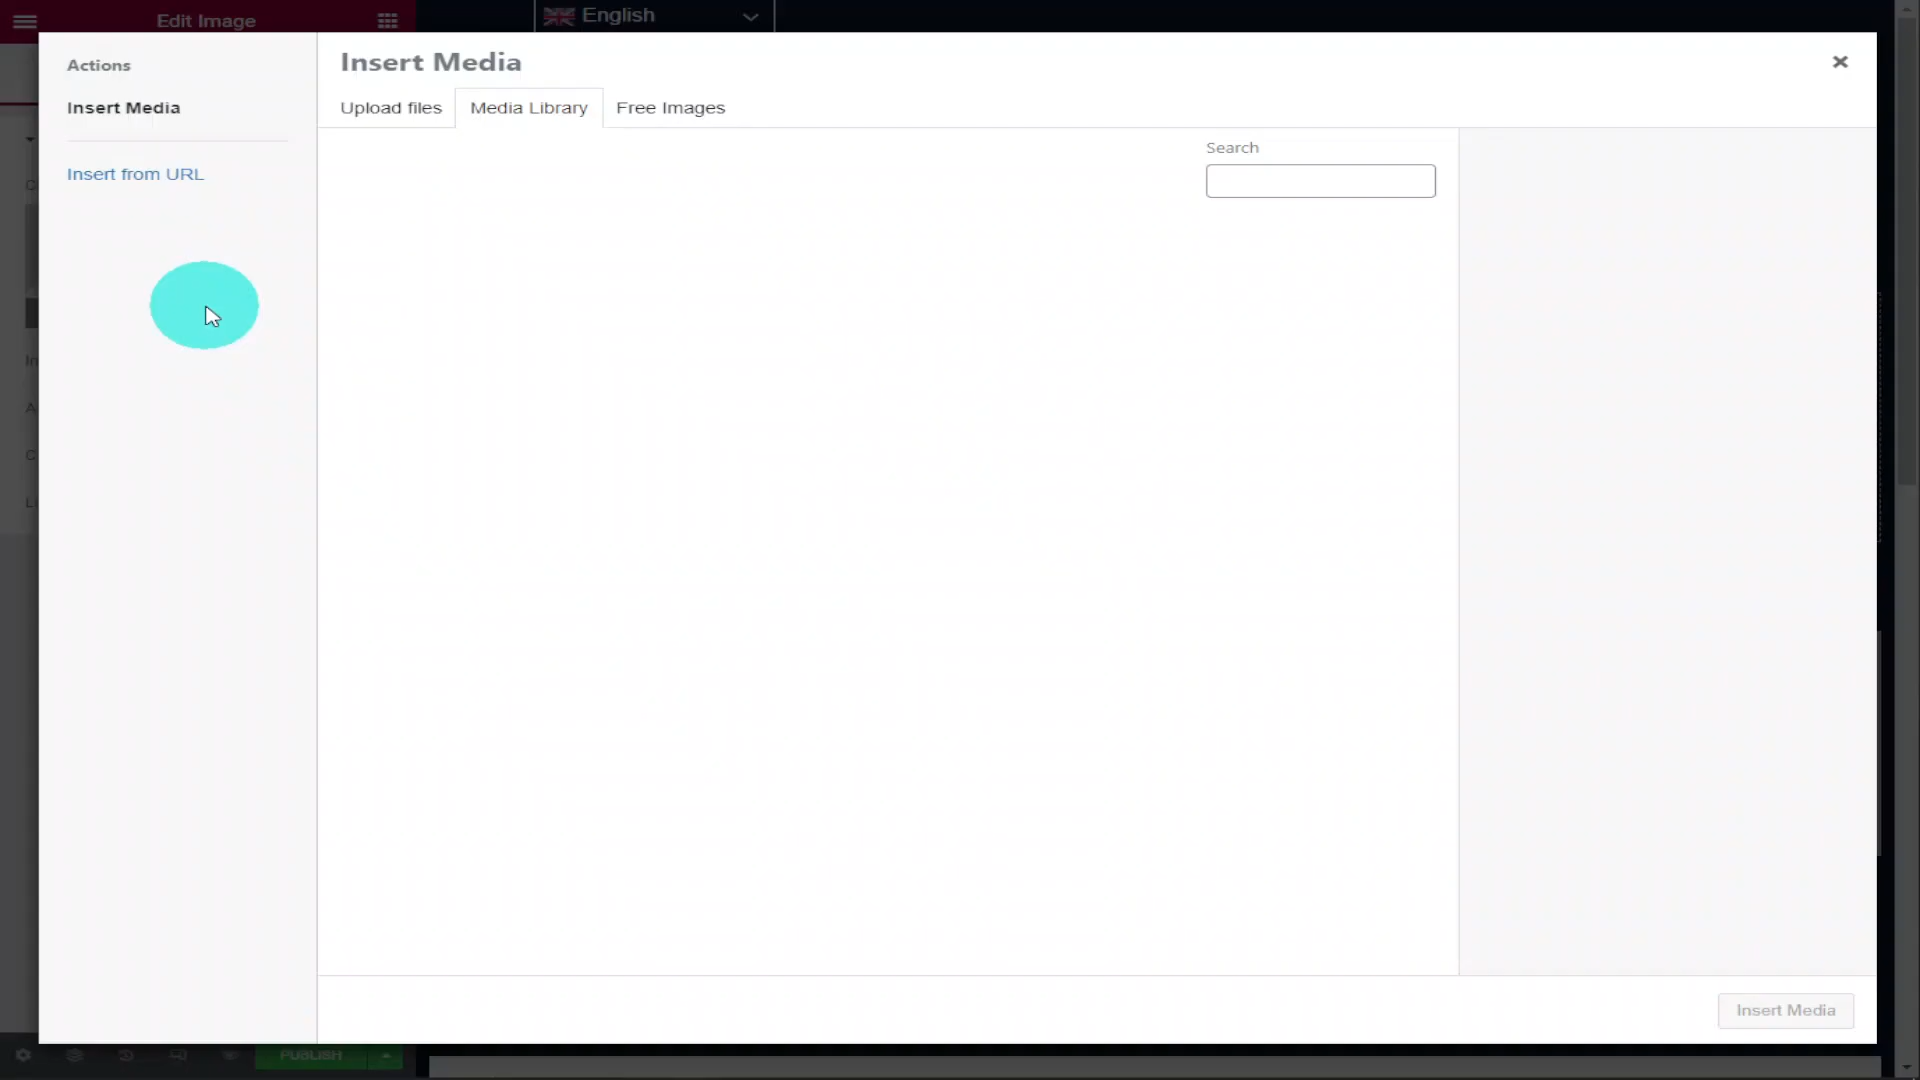 Edit Image
English
Actions
Insert Media
Insert from URL
Insert Media
Upload files
Media Library
Free Images
Search
Insert Media
PUBLISH